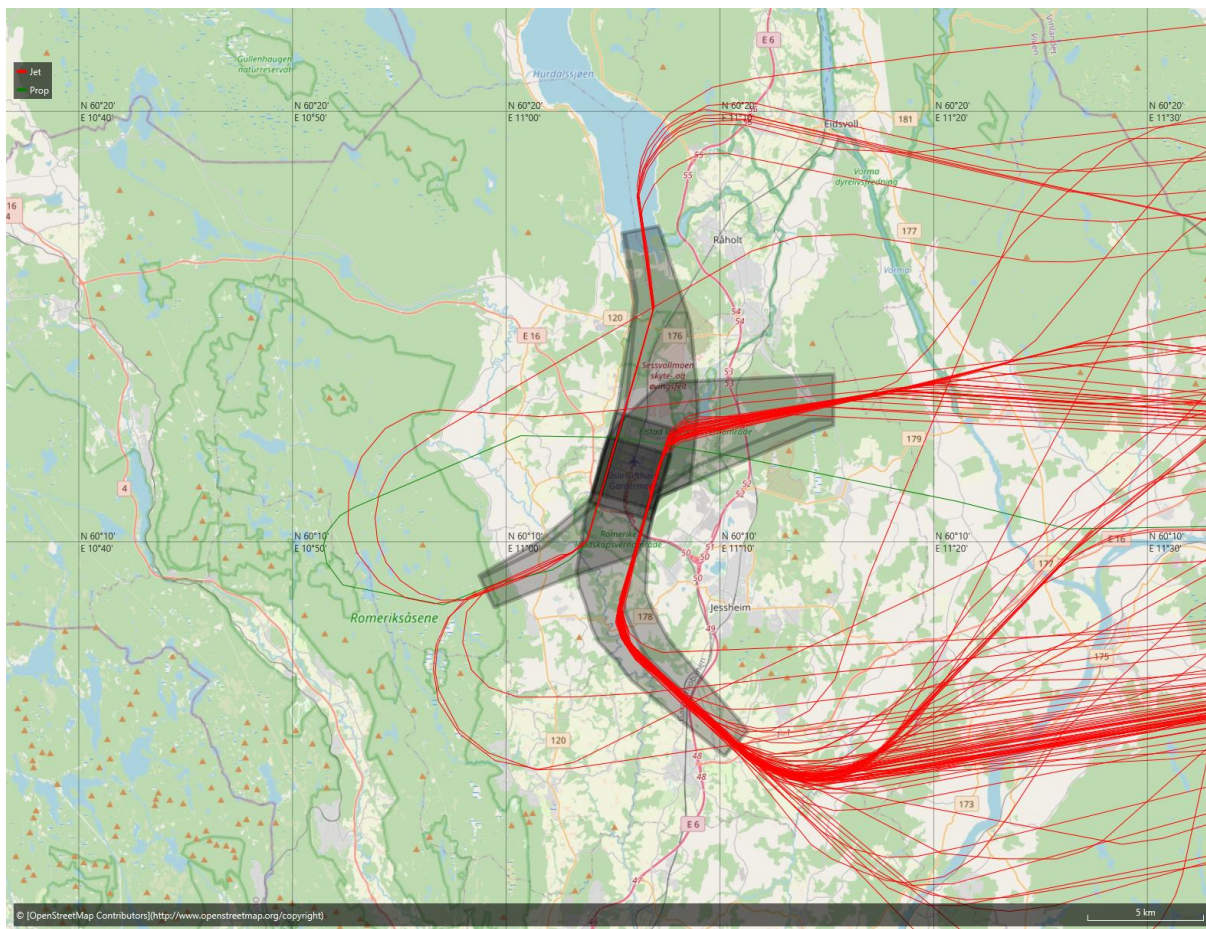 Jet
Prop
Gullenhaugen
naturreservat
Hurdalssjøen
E 6
N 60°20'
E 10°40'
N 60°20'
E 10°50'
N 60°20'
E 11°00'
N 60°20'
E 11°10'
N 60°20'
E 11°20'
N 60°20'
E 11°30'
Eidsvoll
181
55
55
Vorma
dyrelivsfredning
16
4
177
Råholt
Vorma
120
176
54
54
E 16
Sessvollmoen
skyte- og
øvingsfelt
53
53
179
4
52
52
N 60°10'
E 10°40'
N 60°10'
E 10°50'
N 60°10'
E 11°00'
N 60°10'
E 11°10'
N 60°10'
E 11°20'
N 60°10'
E 11°30'
E 16
51
50
50
50
177
Jessheim
178
Romeriksåsene
49
175
120
48
48
173
E 6
4
© [OpenStreetMap Contributors](http://www.openstreetmap.org/copyright)
5 km